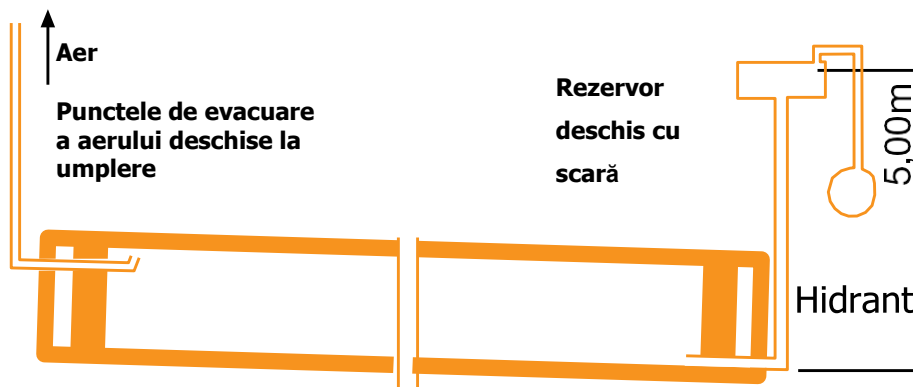 Aer
Punctele de evacuare
a aerului deschise la
umplere
Rezervor
deschis cu
scară
5,00m
Hidrant